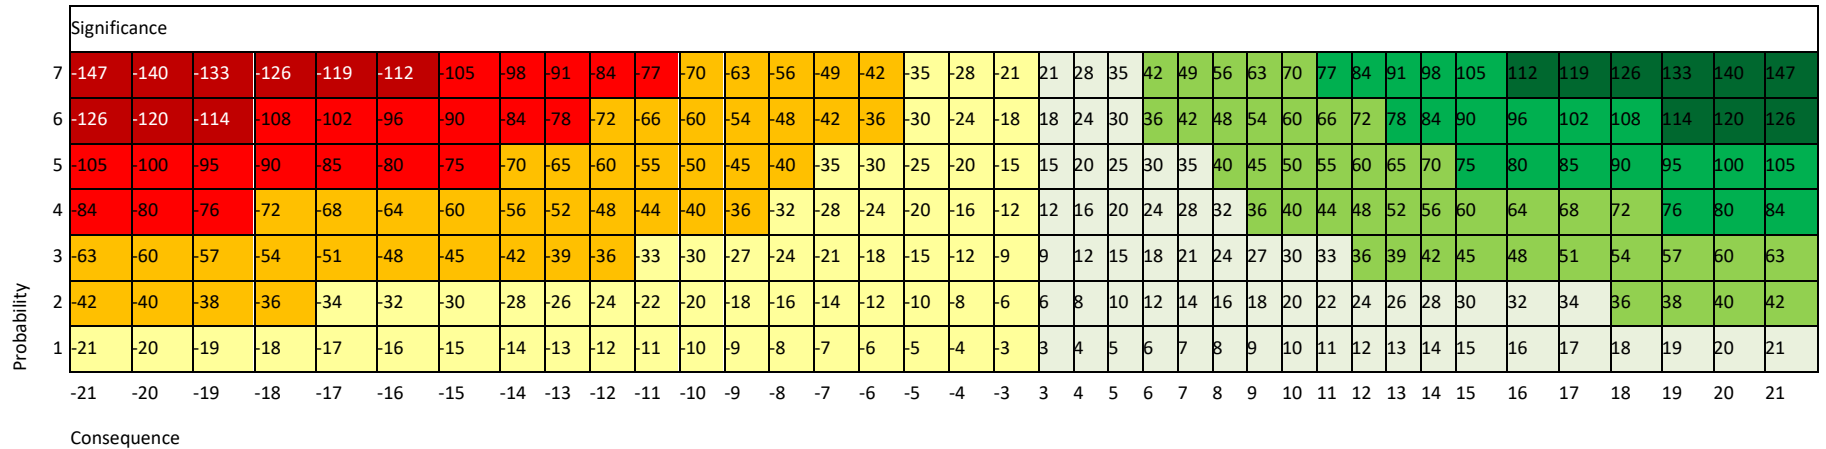 Significance
7 -147 -140 -133 -126 -119 -112 -105 -98 -91 -84 -77 -70 -63 -56 -49 -42 -35 -28 -21 21 28 35 42 49 56 63 70 77 84 91 98 105 112 119 126 133 140 147
6 -126 -120 -114 -108 -102 -96 -90 -84 -78 -72 -66 -60 -54 -48 -42 -36 -30 -24 -18 18 24 30 36 42 48 54 60 66 72 78 84 90 96 102 108 114 120 126
5 -105 -100 -95 -90 -85 -80 -75 -70 -65 -60 -55 -50 -45 -40 -35 -30 -25 -20 -15 15 20 25 30 35 40 45 50 55 60 65 70 75 80 85 90 95 100 105
4 -84 -80 -76 -72 -68 -64 -60 -56 -52 -48 -44 -40 -36 -32 -28 -24 -20 -16 -12 12 16 20 24 28 32 36 40 44 48 52 56 60 64 68 72 76 80 84
3 -63 -60 -57 -54 -51 -48 -45 -42 -39 -36 -33 -30 -27 -24 -21 -18 -15 -12 -9 9 12 15 18 21 24 27 30 33 36 39 42 45 48 51 54 57 60 63
2 -42 -40 -38 -36 -34 -32 -30 -28 -26 -24 -22 -20 -18 -16 -14 -12 -10 -8 -6 6 8 10 12 14 16 18 20 22 24 26 28 30 32 34 36 38 40 42
Probability
1 -21 -20 -19 -18 -17 -16 -15 -14 -13 -12 -11 -10 -9 -8 -7 -6 -5 -4 -3 3 4 5 6 7 8 9 10 11 12 13 14 15 16 17 18 19 20 21
-21 -20 -19 -18 -17 -16 -15 -14 -13 -12 -11 -10 -9 -8 -7 -6 -5 -4 -3 3 4 5 6 7 8 9 10 11 12 13 14 15 16 17 18 19 20 21
Consequence